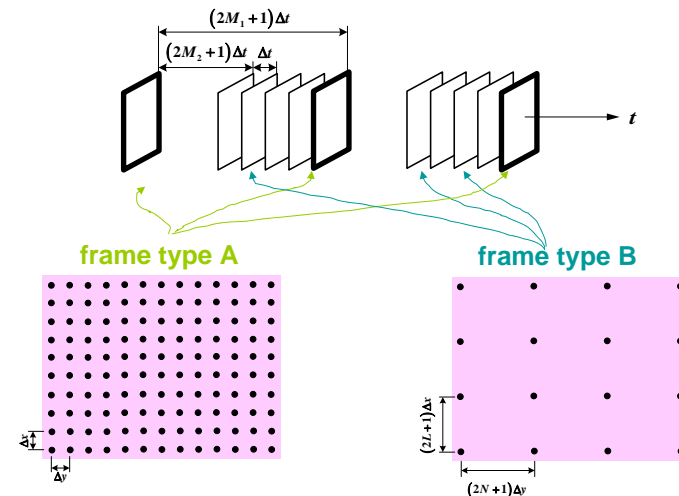 (2M₁+1)Δt
(2M₂+1)Δt Δt
t
frame type A frame type B
Δx
Δy
(2L+1)Δx
(2N+1)Δy